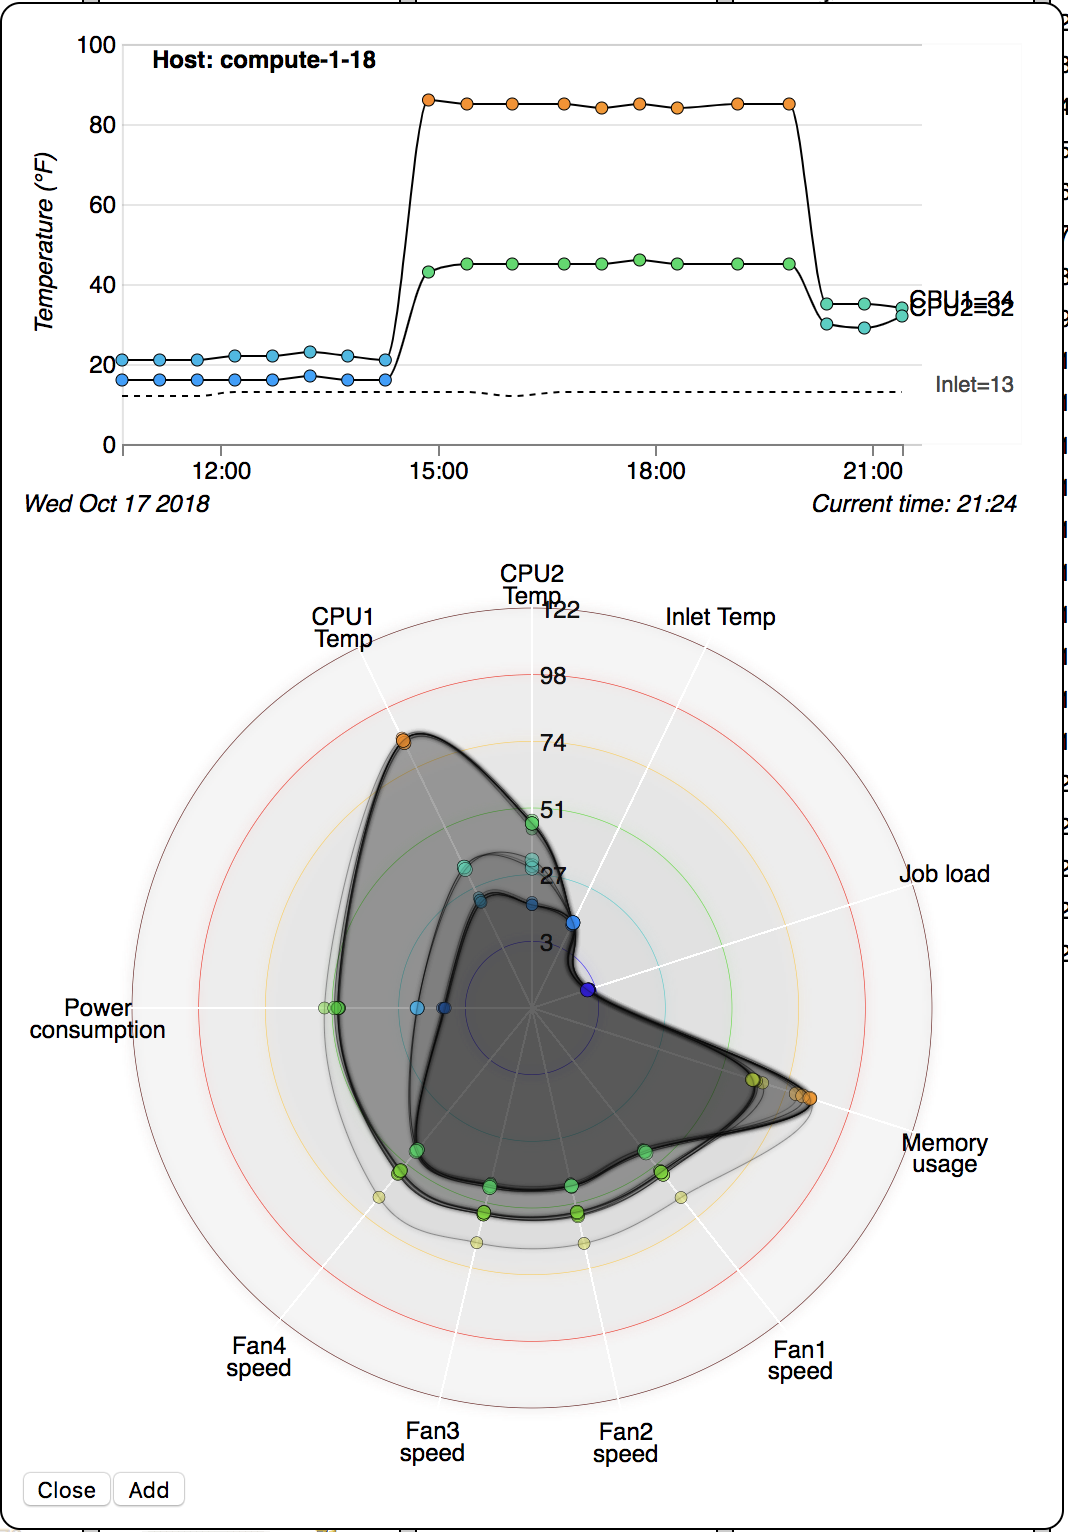 100
Host: compute-1-18
80
60
40
20
0
Temperature (°F)
CPU1=34
CPU2=32
Inlet=13
12:00
15:00
18:00
21:00
Wed Oct 17 2018
Current time: 21:24
CPU2
Temp
122
CPU1
Temp
Inlet Temp
98
74
51
27
3
Job load
Power
consumption
Memory
usage
Fan4
speed
Fan1
speed
Fan3
speed
Fan2
speed
Close
Add